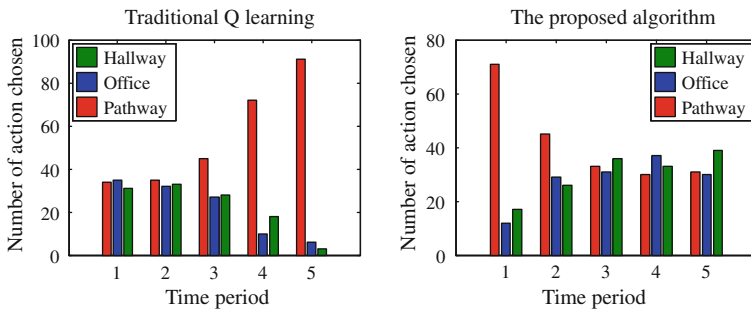 Traditional Q learning
Number of action chosen
100
80
60
40
20
0
Hallway
Office
Pathway
1 2 3 4 5
Time period
The proposed algorithm
Number of action chosen
80
60
40
20
0
Hallway
Office
Pathway
1 2 3 4 5
Time period